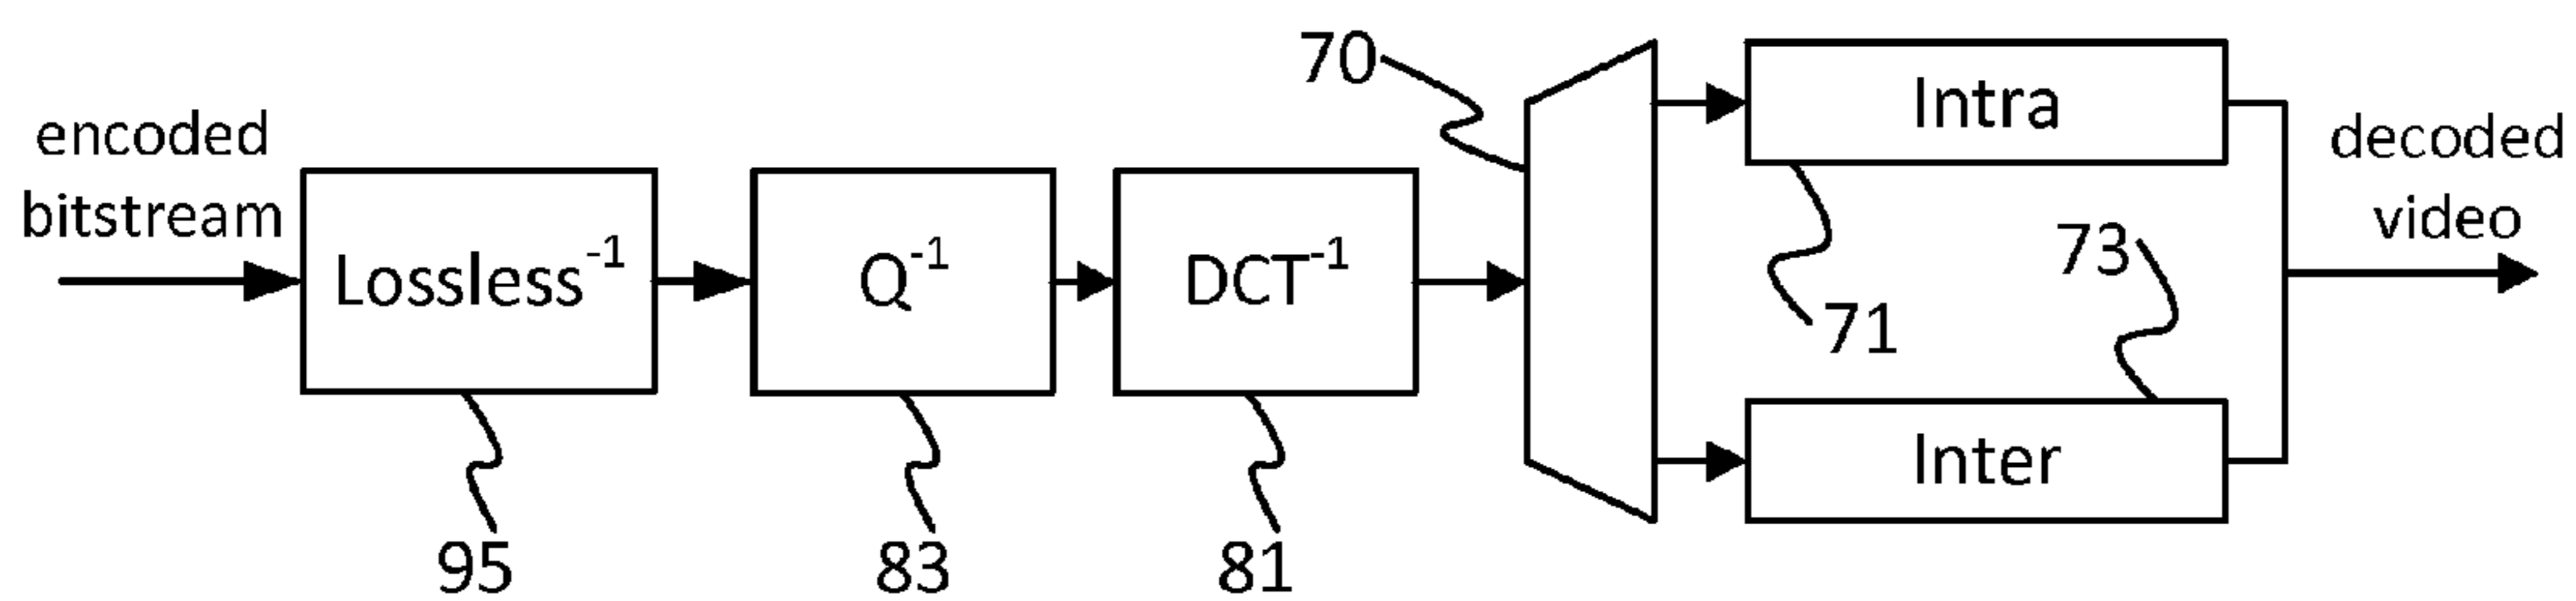 encoded
bitstream
Lossless-1
Q-1
DCT-1
70
Intra
Inter
71
73
decoded
video
95
83
81